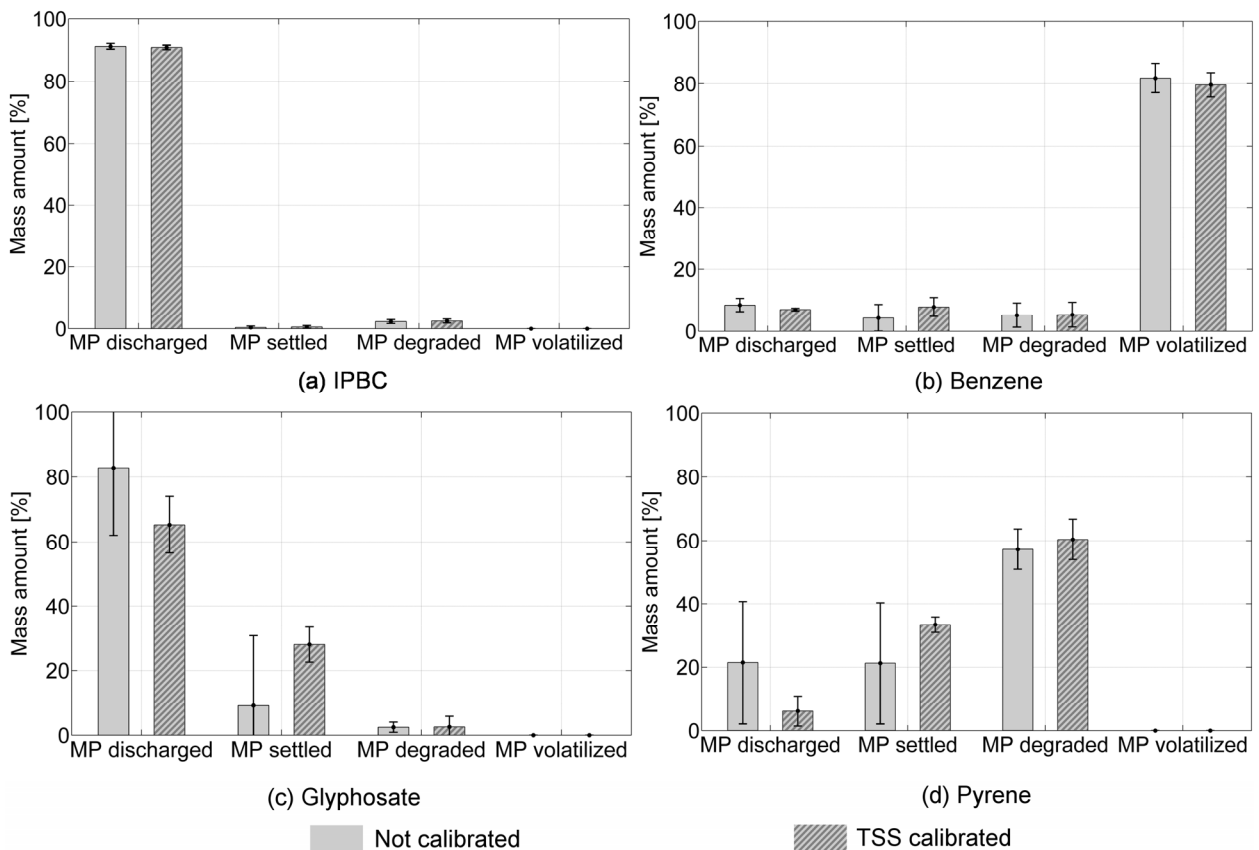 100
80
60
40
20
0
Mass amount [%]
MP discharged MP settled MP degraded MP volatilized
(a) IPBC
100
80
60
40
20
0
Mass amount [%]
MP discharged MP settled MP degraded MP volatilized
(b) Benzene
100
80
60
40
20
0
Mass amount [%]
MP discharged MP settled MP degraded MP volatilized
(c) Glyphosate
100
80
60
40
20
0
Mass amount [%]
MP discharged MP settled MP degraded MP volatilized
(d) Pyrene
Not calibrated TSS calibrated